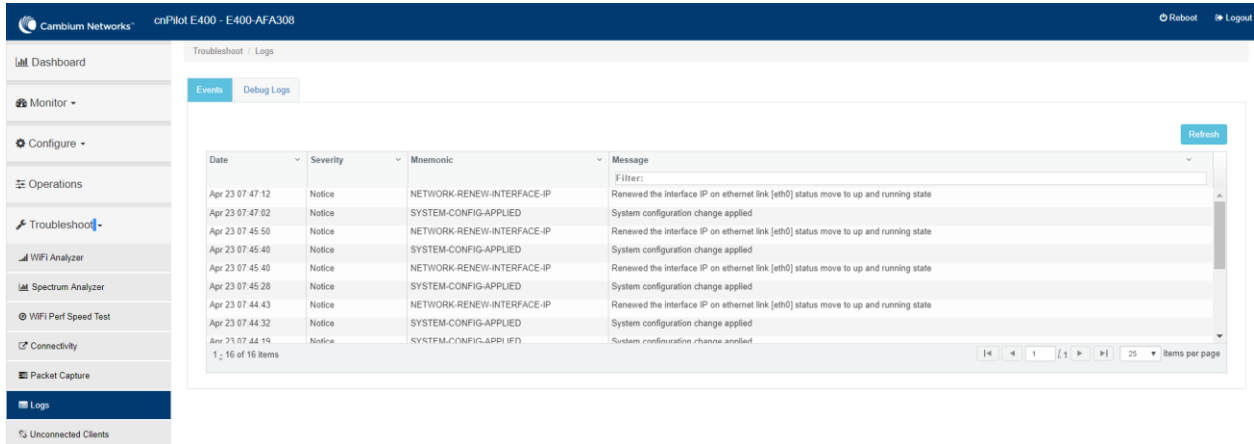 Cambium Networks™ cnPilot E400 - E400-AFA308 Reboot Logout
Troubleshoot / Logs
Dashboard
Monitor
Configure
Operations
Troubleshoot
WiFi Analyzer
Spectrum Analyzer
WiFi Perf Speed Test
Connectivity
Packet Capture
Logs
Unconnected Clients
Events Debug Logs
Refresh
Date Severity Mnemonic Message
Filter:
Apr 23 07:47:12 Notice NETWORK-RENEW-INTERFACE-IP Renewed the interface IP on ethernet link [eth0] status move to up and running state
Apr 23 07:47:02 Notice SYSTEM-CONFIG-APPLIED System configuration change applied
Apr 23 07:45:50 Notice NETWORK-RENEW-INTERFACE-IP Renewed the interface IP on ethernet link [eth0] status move to up and running state
Apr 23 07:45:40 Notice SYSTEM-CONFIG-APPLIED System configuration change applied
Apr 23 07:45:40 Notice NETWORK-RENEW-INTERFACE-IP Renewed the interface IP on ethernet link [eth0] status move to up and running state
Apr 23 07:45:28 Notice SYSTEM-CONFIG-APPLIED System configuration change applied
Apr 23 07:44:43 Notice NETWORK-RENEW-INTERFACE-IP Renewed the interface IP on ethernet link [eth0] status move to up and running state
Apr 23 07:44:32 Notice SYSTEM-CONFIG-APPLIED System configuration change applied
Apr 23 07:44:19 Notice SYSTEM-CONFIG-APPLIED System configuration change applied
1 - 16 of 16 items 1 / 1 25 items per page